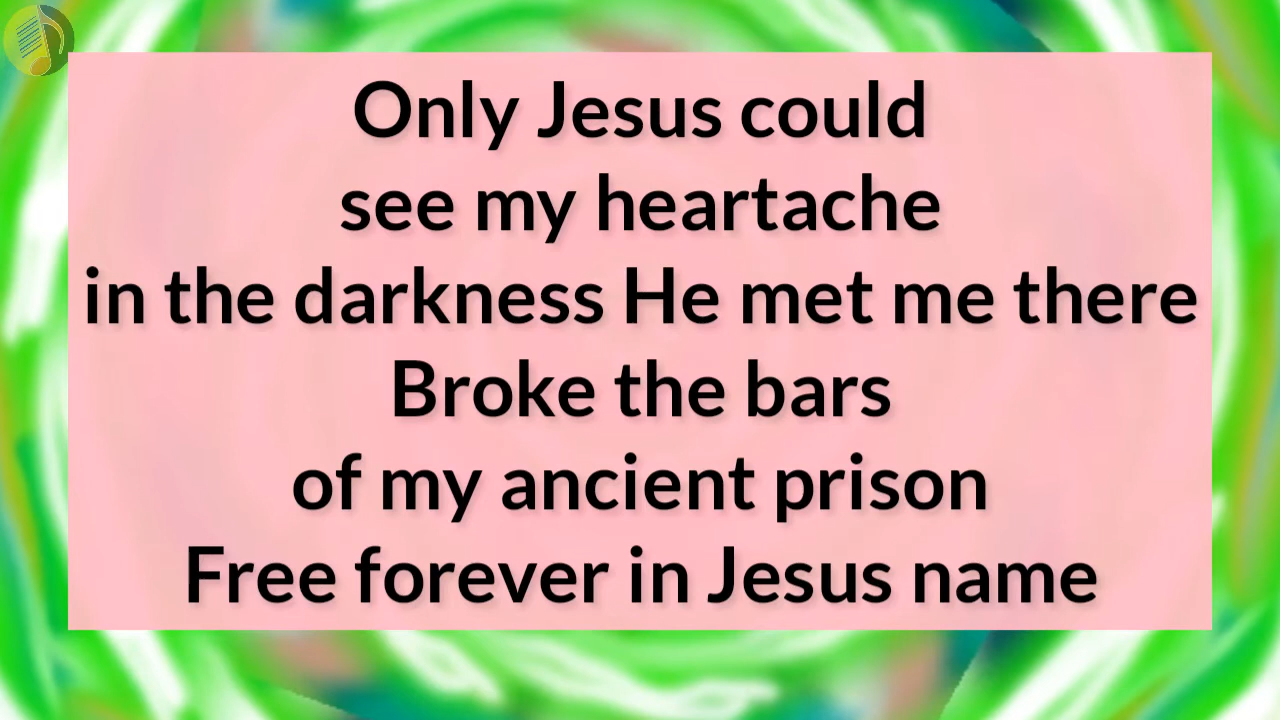 Only Jesus could
see my heartache
in the darkness He met me there
Broke the bars
of my ancient prison
Free forever in Jesus name